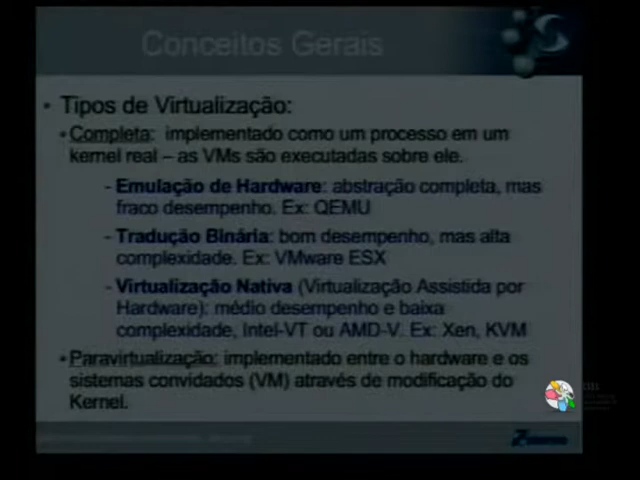 Conceitos Gerais
• Tipos de Virtualização:
• Completa: implementado como um processo em um
kernel real – as VMs são executadas sobre ele.
- Emulação de Hardware: abstração completa, mas
fraco desempenho. Ex: QEMU
- Tradução Binária: bom desempenho, mas alta
complexidade. Ex: VMware ESX
- Virtualização Nativa (Virtualização Assistida por
Hardware): médio desempenho e baixa
complexidade, Intel-VT ou AMD-V. Ex: Xen, KVM
• Paravirtualização: implementado entre o hardware e os
sistemas convidados (VM) através de modificação do
Kernel.